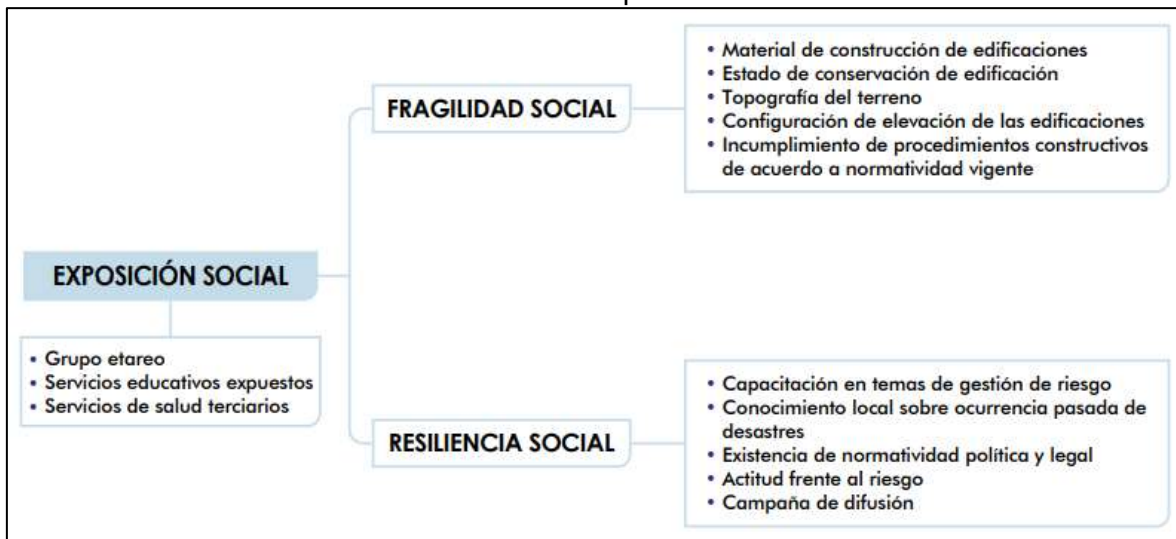 EXPOSICIÓN SOCIAL
• Grupo etareo
• Servicios educativos expuestos
• Servicios de salud terciarios
FRAGILIDAD SOCIAL
• Material de construcción de edificaciones
• Estado de conservación de edificación
• Topografía del terreno
• Configuración de elevación de las edificaciones
• Incumplimiento de procedimientos constructivos
de acuerdo a normatividad vigente
RESILIENCIA SOCIAL
• Capacitación en temas de gestión de riesgo
• Conocimiento local sobre ocurrencia pasada de
desastres
• Existencia de normatividad política y legal
• Actitud frente al riesgo
• Campaña de difusión